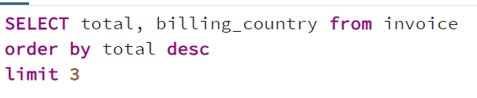 SELECT total, billing_country from invoice
order by total desc
limit 3